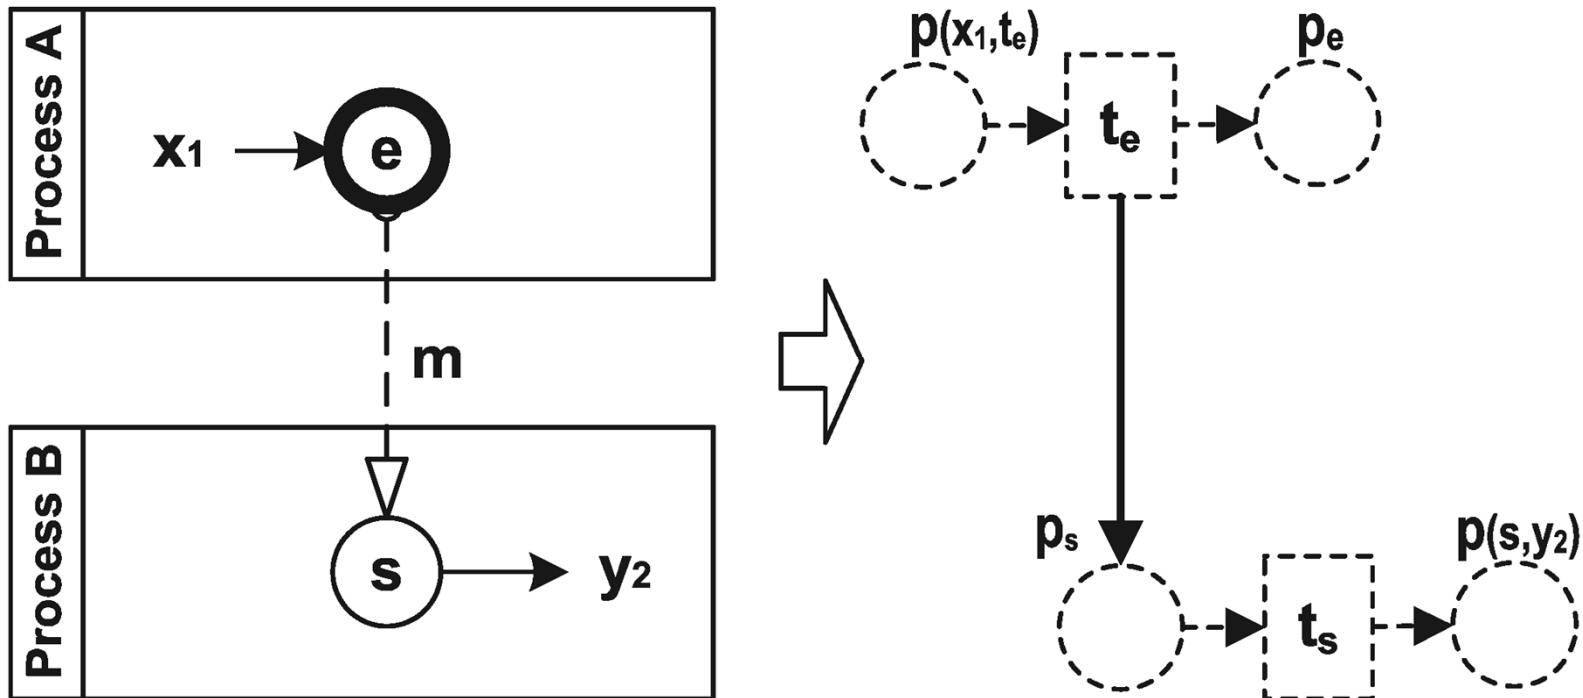 Process A
x1
e
m
Process B
s
y2
p(x1,te)
pe
te
ps
p(s,y2)
ts